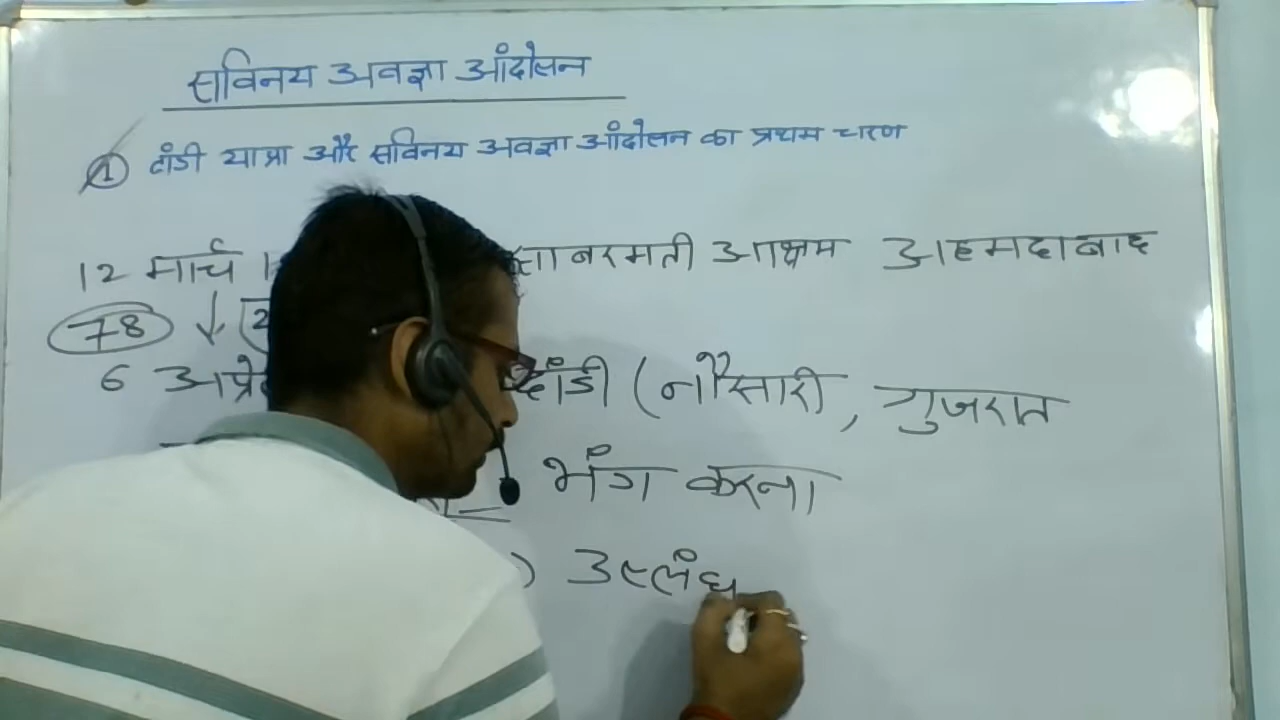 सविनय अवज्ञा आंदोलन
① दांडी यात्रा और सविनय अवज्ञा आंदोलन का प्रथम चरण
12 मार्च साबरमती आश्रम अहमदाबाद
78
6 दांडी (नौसारी, गुजरात
भंग करना
) उल्लंघ